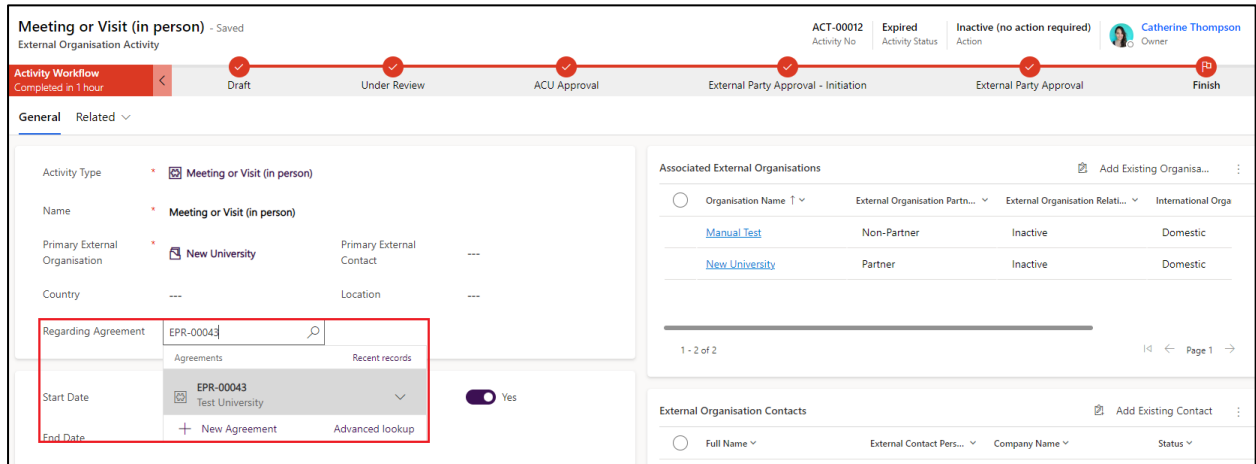 Meeting or Visit (in person) - Saved
External Organisation Activity
ACT-00012
Activity No
Expired
Activity Status
Inactive (no action required)
Action
Catherine Thompson
Owner
Activity Workflow
Completed in 1 hour
Draft
Under Review
ACU Approval
External Party Approval - Initiation
External Party Approval
Finish
General Related
Activity Type * Meeting or Visit (in person)
Name * Meeting or Visit (in person)
Primary External Organisation * New University
Primary External Contact ---
Country ---
Location ---
Regarding Agreement EPR-00043
Agreements Recent records
EPR-00043
Test University
+ New Agreement Advanced lookup
Start Date
Yes
End Date
Associated External Organisations
Add Existing Organisa...
Organisation Name ↑ External Organisation Partn... External Organisation Relati... International Orga
Manual Test Non-Partner Inactive Domestic
New University Partner Inactive Domestic
1 - 2 of 2
Page 1
External Organisation Contacts
Add Existing Contact
Full Name External Contact Pers... Company Name Status